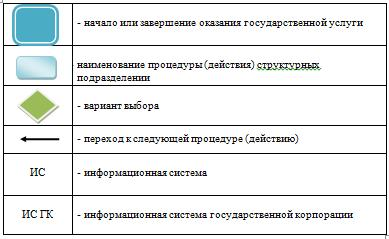 - начало или завершение оказания государственной услуги
наименование процедуры (действия) структурных
подразделении
- вариант выбора
- переход к следующей процедуре (действию)
ИС
- информационная система
ИС ГК
- информационная система государственной корпорации